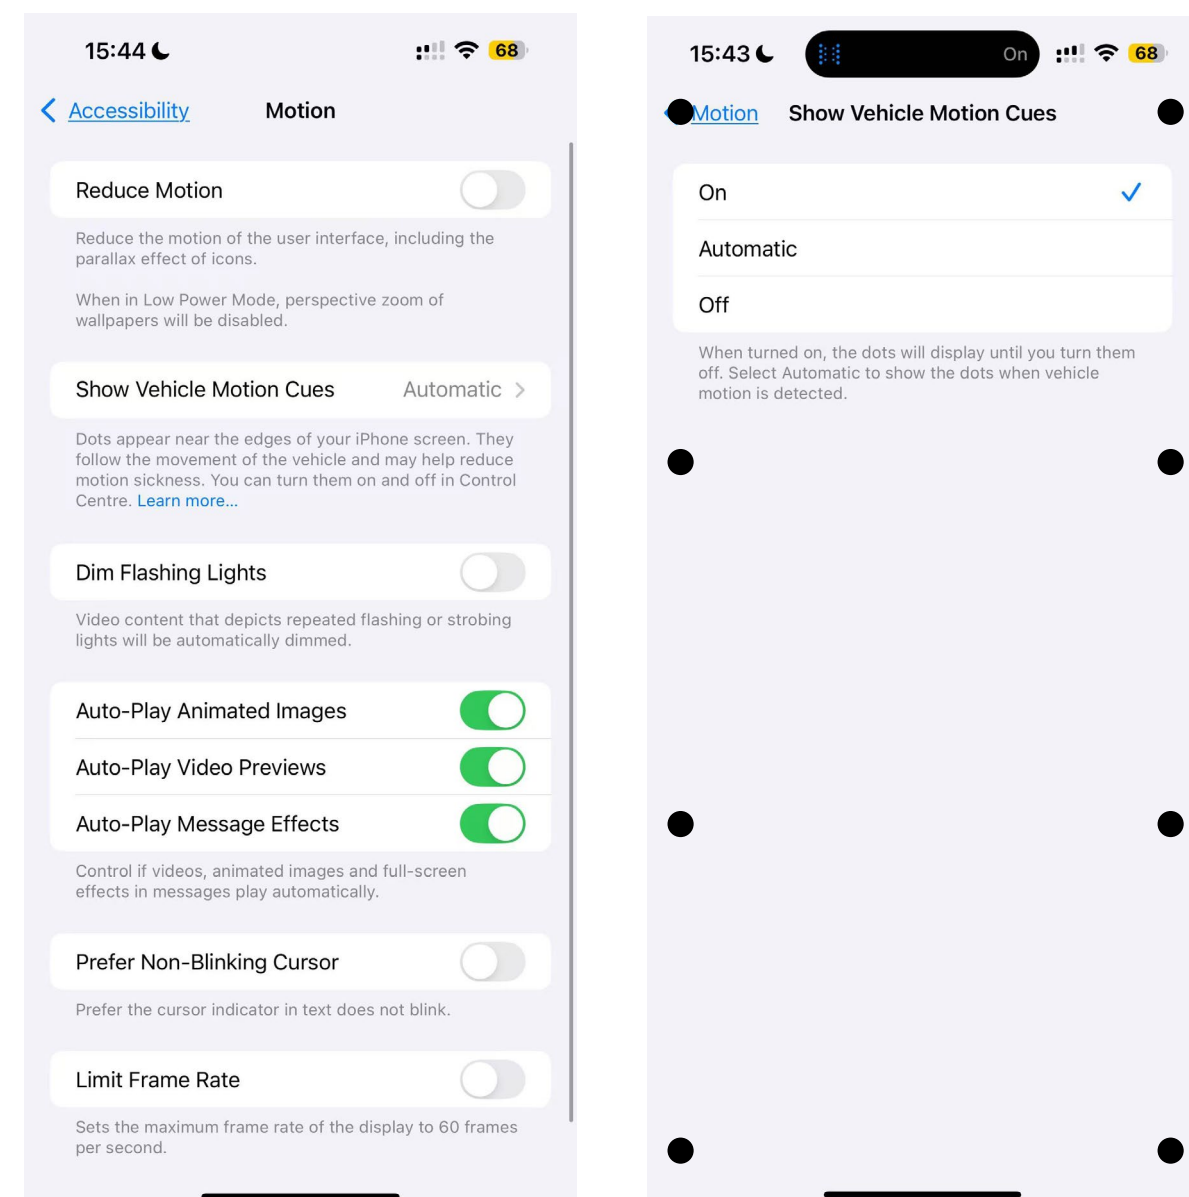 15:44
68
Accessibility
Motion
Reduce Motion
Reduce the motion of the user interface, including the
parallax effect of icons.
When in Low Power Mode, perspective zoom of
wallpapers will be disabled.
Show Vehicle Motion Cues Automatic
Dots appear near the edges of your iPhone screen. They
follow the movement of the vehicle and may help reduce
motion sickness. You can turn them on and off in Control
Centre. Learn more...
Dim Flashing Lights
Video content that depicts repeated flashing or strobing
lights will be automatically dimmed.
Auto-Play Animated Images
Auto-Play Video Previews
Auto-Play Message Effects
Control if videos, animated images and full-screen
effects in messages play automatically.
Prefer Non-Blinking Cursor
Prefer the cursor indicator in text does not blink.
Limit Frame Rate
Sets the maximum frame rate of the display to 60 frames
per second.
15:43
On
68
Motion
Show Vehicle Motion Cues
On
Automatic
Off
When turned on, the dots will display until you turn them
off. Select Automatic to show the dots when vehicle
motion is detected.